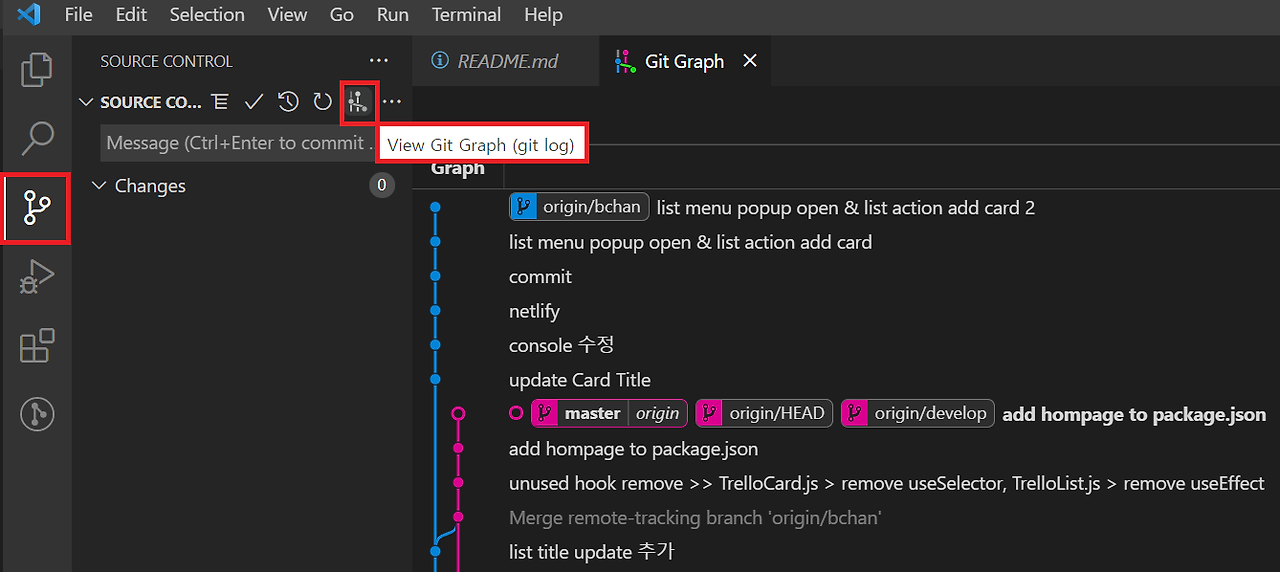 File Edit Selection View Go Run Terminal Help
SOURCE CONTROL ...
README.md
Git Graph
SOURCE CO... ...
Message (Ctrl+Enter to commit ...
View Git Graph (git log)
Changes 0
Graph
origin/bchan list menu popup open & list action add card 2
list menu popup open & list action add card
commit
netlify
console 수정
update Card Title
master origin origin/HEAD origin/develop add hompage to package.json
add hompage to package.json
unused hook remove >> TrelloCard.js > remove useSelector, TrelloList.js > remove useEffect
Merge remote-tracking branch 'origin/bchan'
list title update 추가